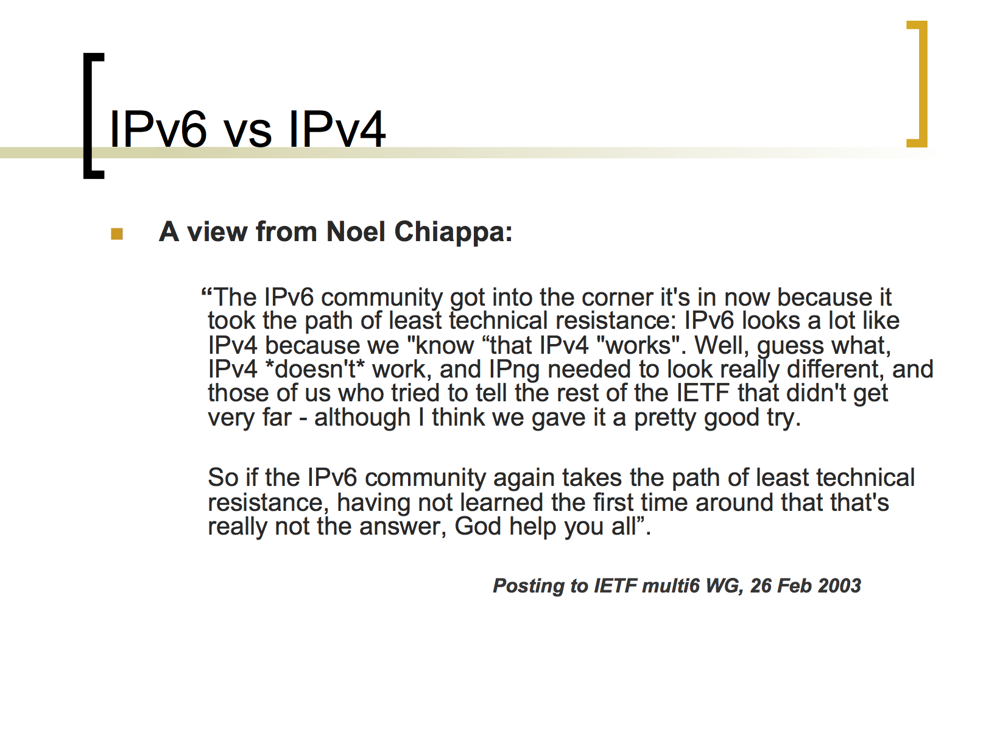 IPv6 vs IPv4
A view from Noel Chiappa:
“The IPv6 community got into the corner it's in now because it
took the path of least technical resistance: IPv6 looks a lot like
IPv4 because we "know “that IPv4 "works". Well, guess what,
IPv4 *doesn't* work, and IPng needed to look really different, and
those of us who tried to tell the rest of the IETF that didn't get
very far - although I think we gave it a pretty good try.
So if the IPv6 community again takes the path of least technical
resistance, having not learned the first time around that that's
really not the answer, God help you all”.
Posting to IETF multi6 WG, 26 Feb 2003